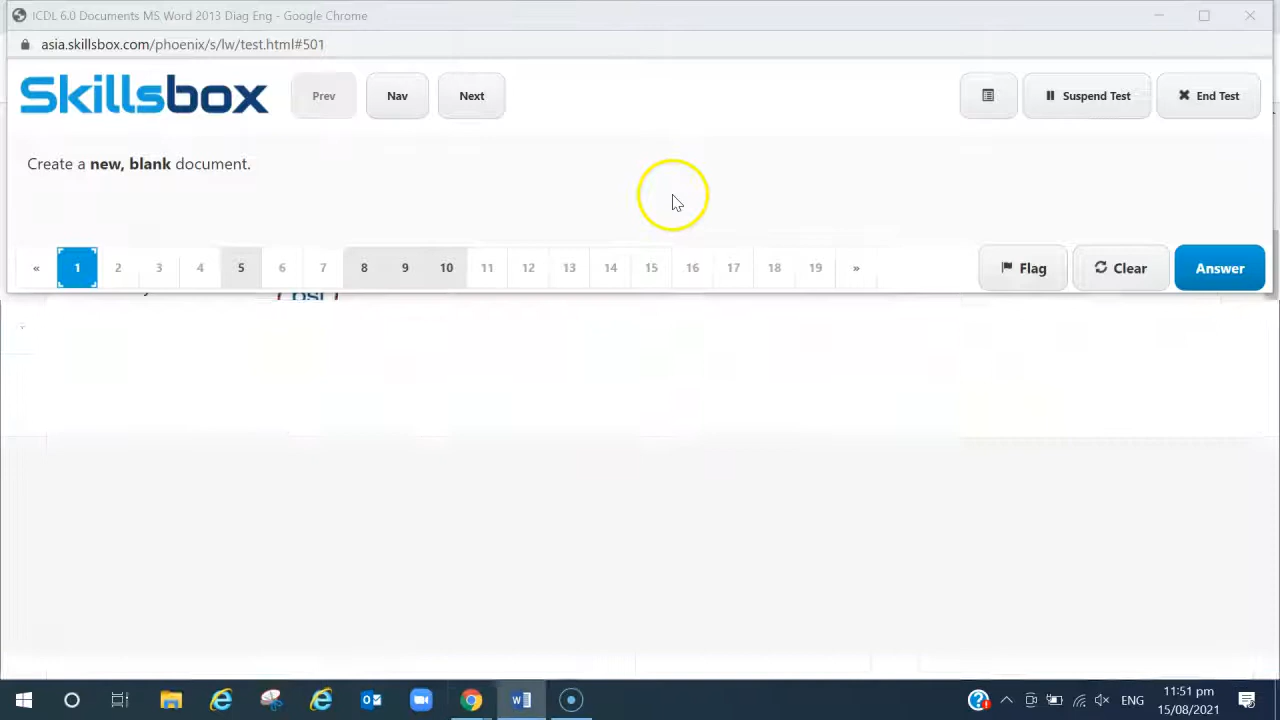 ICDL 6.0 Documents MS Word 2013 Diag Eng - Google Chrome
asia.skillsbox.com/phoenix/s/lw/test.html#501
Skillsbox Prev Nav Next Suspend Test End Test
Create a new, blank document.
« 1 2 3 4 5 6 7 8 9 10 11 12 13 14 15 16 17 18 19 » Flag Clear Answer
ENG 11:51 pm
15/08/2021